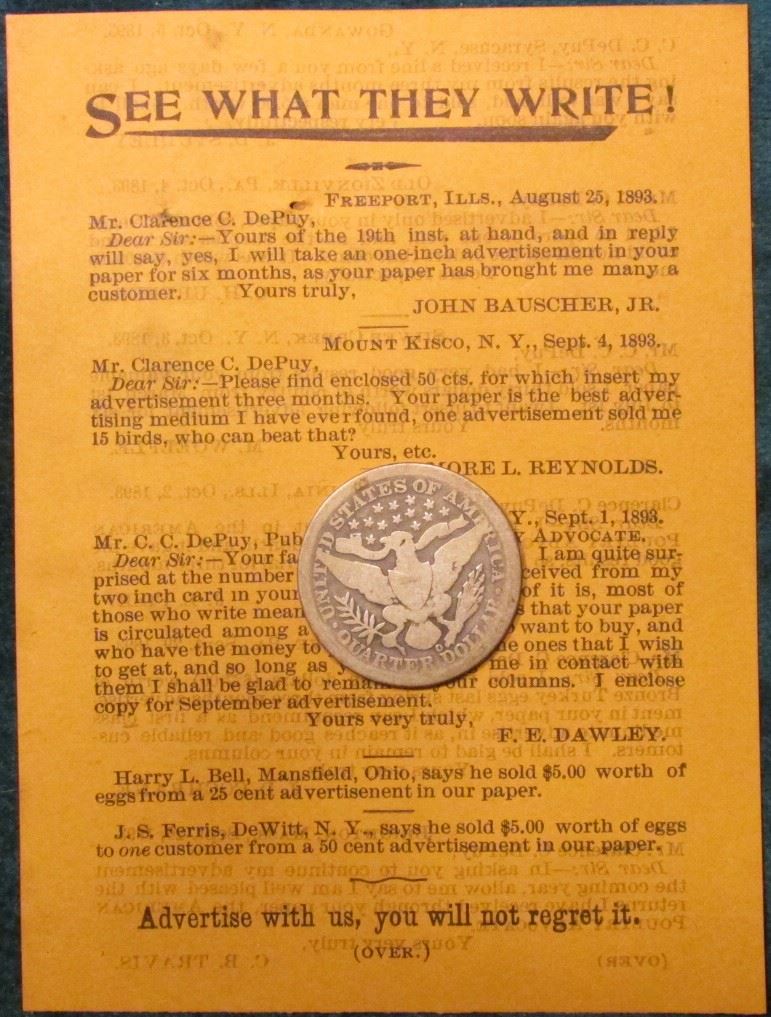 SEE WHAT THEY WRITE!
FREEPORT, ILLS., August 25, 1893.
Mr. Clarence C. DePuy,
Dear Sir:—Yours of the 19th inst. at hand, and in reply
will say, yes, I will take an one-inch advertisement in your
paper for six months, as your paper has brought me many a
customer. Yours truly,
JOHN BAUSCHER, JR.
MOUNT KISCO, N. Y., Sept. 4, 1893.
Mr. Clarence C. DePuy,
Dear Sir:—Please find enclosed 50 cts. for which insert my
advertisement three months. Your paper is the best adver-
tising medium I have ever found, one advertisement sold me
15 birds, who can beat that?
Yours, etc.
MORE L. REYNOLDS.
Y., Sept. 1, 1893.
Mr. C. C. DePuy, Pub Y ADVOCATE.
Dear Sir:—Your fa I am quite sur-
prised at the number ceived from my
two inch card in your of it is, most of
those who write mean s that your paper
is circulated among a want to buy, and
who have the money to he ones that I wish
to get at, and so long as y me in contact with
them I shall be glad to remain your columns. I enclose
copy for September advertisement.
Yours very truly,
F. E. DAWLEY.
Harry L. Bell, Mansfield, Ohio, says he sold $5.00 worth of
eggs from a 25 cent advertisenent in our paper.
J. S. Ferris, DeWitt, N. Y., says he sold $5.00 worth of eggs
to one customer from a 50 cent advertisement in our paper.
Advertise with us, you will not regret it.
(OVER.)
UNITED STATES OF AMERICA
QUARTER DOLLAR
O